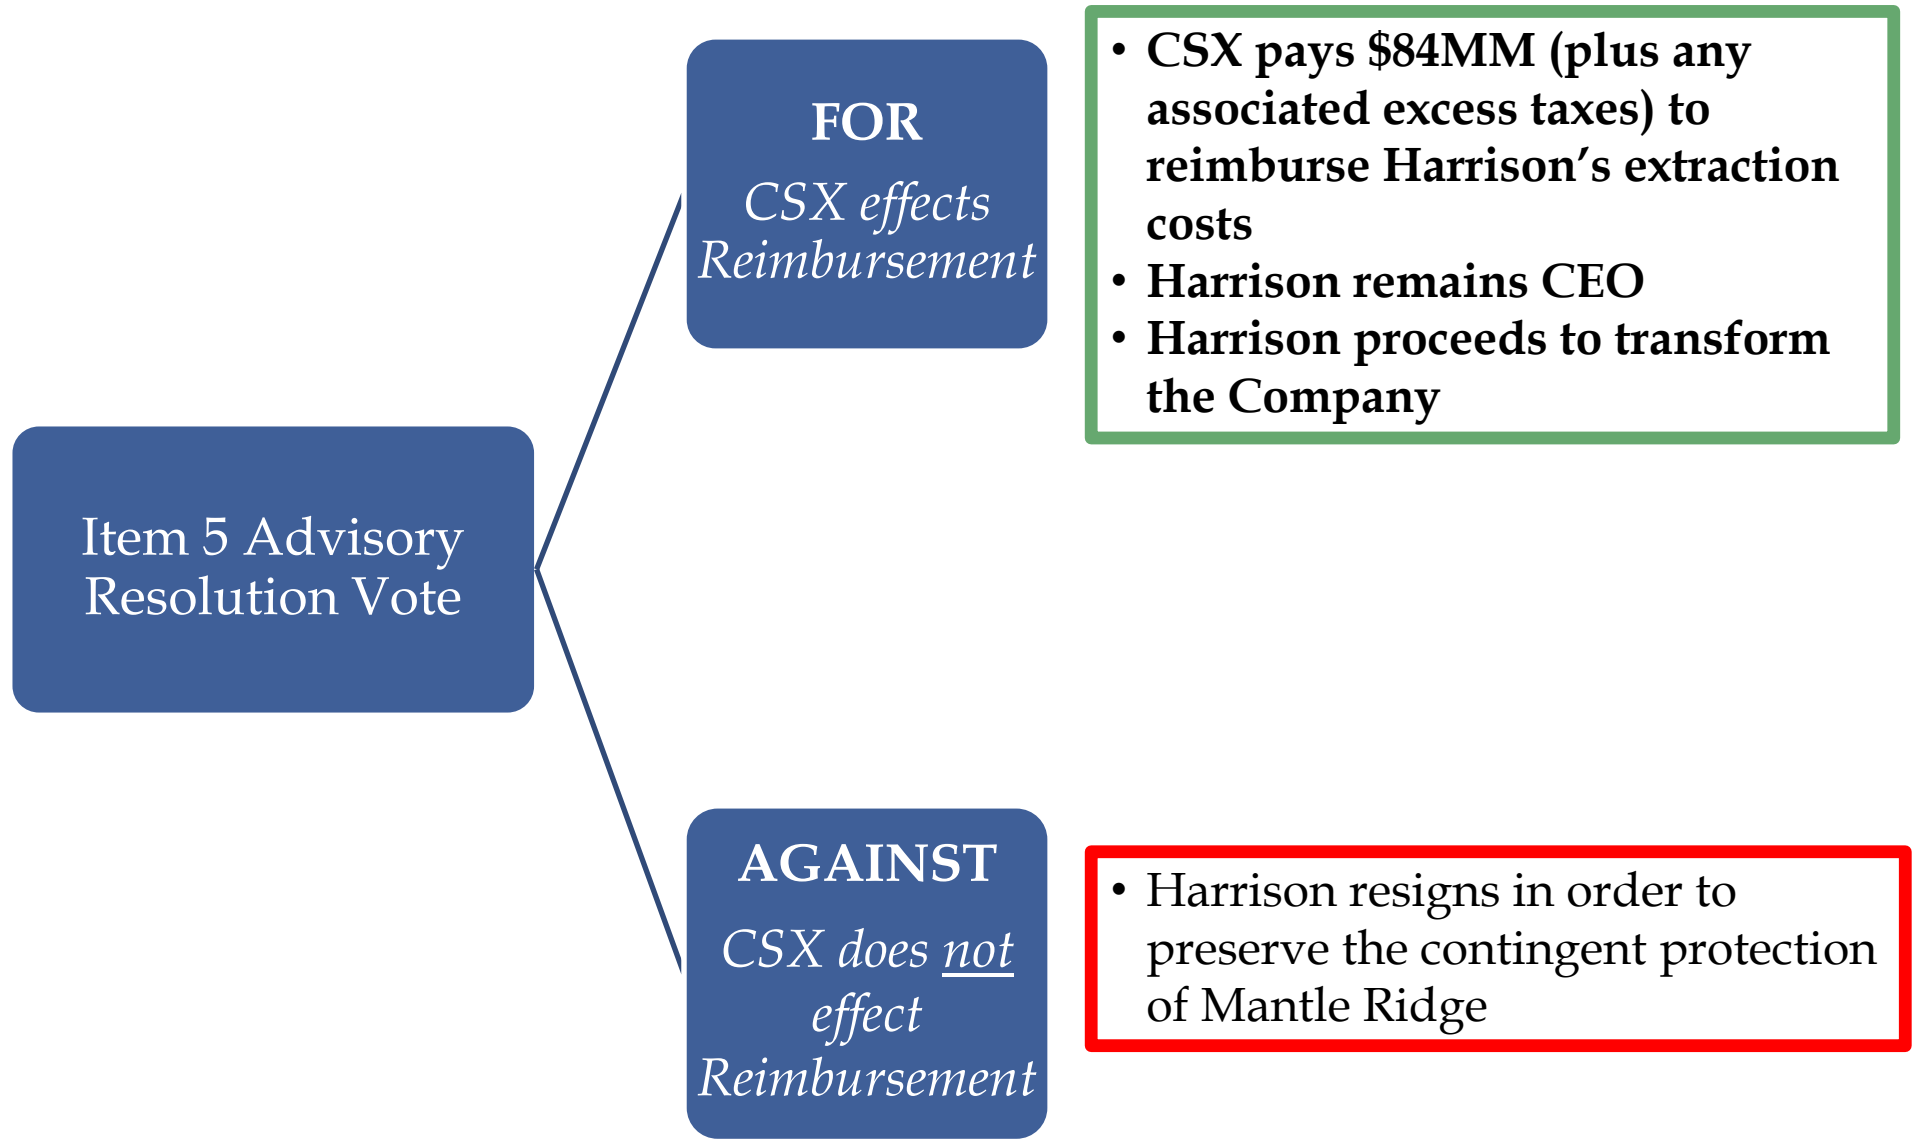 Item 5 Advisory
Resolution Vote
FOR
CSX effects
Reimbursement
• CSX pays $84MM (plus any
associated excess taxes) to
reimburse Harrison’s extraction
costs
• Harrison remains CEO
• Harrison proceeds to transform
the Company
AGAINST
CSX does not
effect
Reimbursement
• Harrison resigns in order to
preserve the contingent protection
of Mantle Ridge